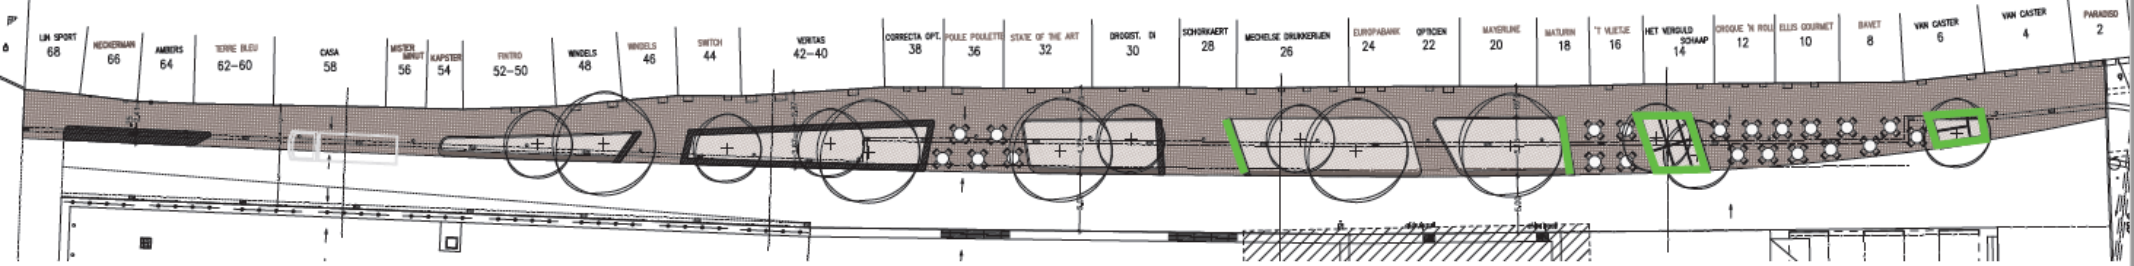 LIJN SPORT
68
NECKERMAN
66
AMBERS
64
TERRE BLEU
62-60
CASA
58
MISTER
MINUT
56
KAPSTER
54
FINTRO
52-50
WINDELS
48
WINDELS
46
SWITCH
44
VERITAS
42-40
CORRECTA OPT.
38
POULE POULETTE
36
STATE OF THE ART
32
DROGIST. DI
30
SCHOKKAERT
28
MECHELSE DRUKKERIJEN
26
EUROPABANK
24
OPTICIEN
22
MAYERLINE
20
MATURIN
18
'T VLIETJE
16
HET VERGULD
SCHAAP
14
CROQUE 'N ROLL
12
ELLIS GOURMET
10
BAVET
8
VAN CASTER
6
VAN CASTER
4
PARADISO
2